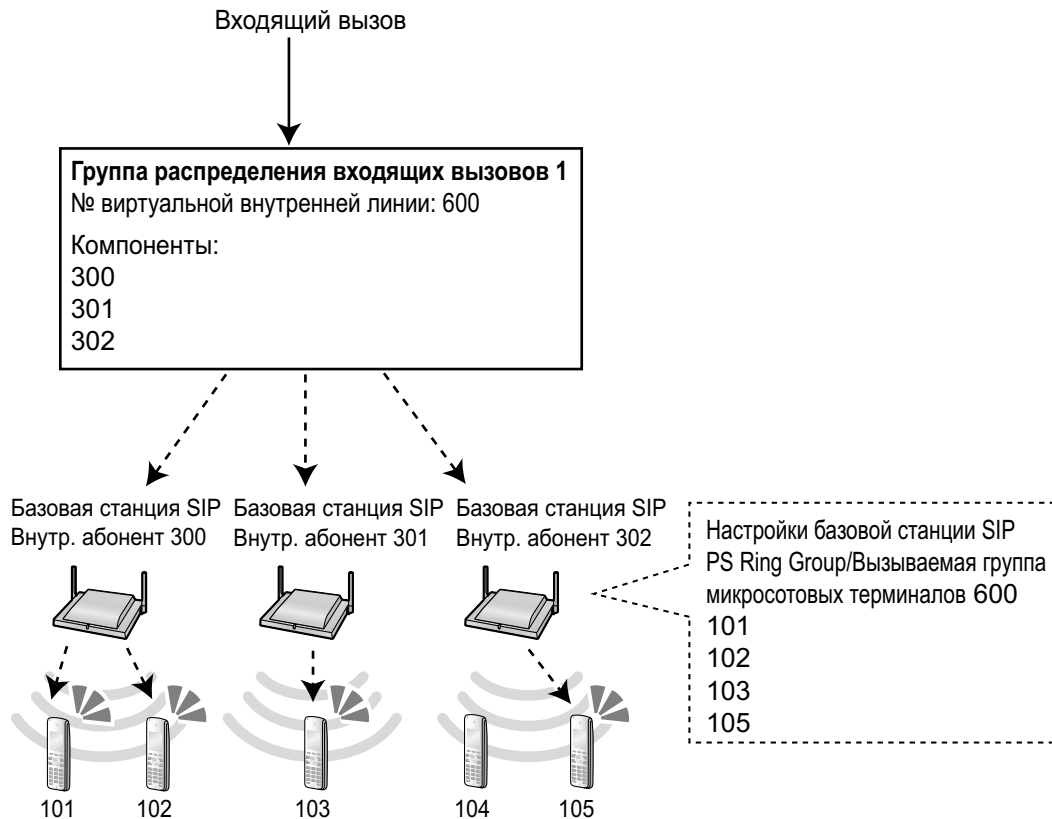 Входящий вызов
Группа распределения входящих вызовов 1
№ виртуальной внутренней линии: 600
Компоненты:
300
301
302
Базовая станция SIP
Внутр. абонент 300
Базовая станция SIP
Внутр. абонент 301
Базовая станция SIP
Внутр. абонент 302
Настройки базовой станции SIP
PS Ring Group/Вызываемая группа
микросотовых терминалов 600
101
102
103
105
101
102
103
104
105